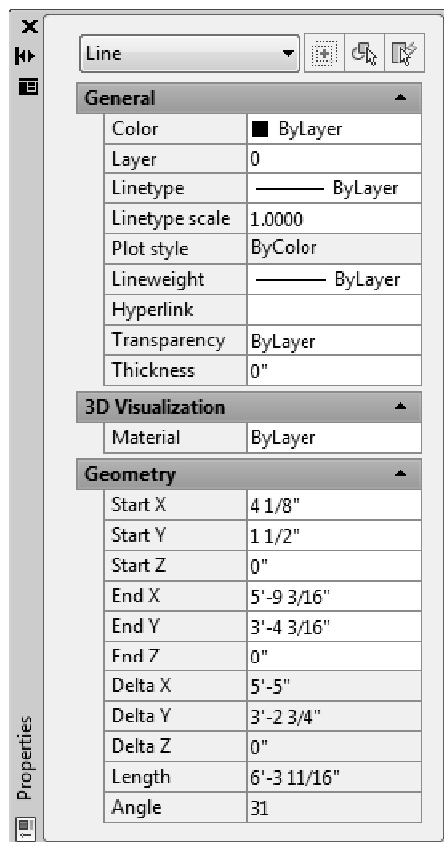 Line
General
Color ByLayer
Layer 0
Linetype ByLayer
Linetype scale 1.0000
Plot style ByColor
Lineweight ByLayer
Hyperlink
Transparency ByLayer
Thickness 0"
3D Visualization
Material ByLayer
Geometry
Start X 4 1/8"
Start Y 1 1/2"
Start Z 0"
End X 5'-9 3/16"
End Y 3'-4 3/16"
End Z 0"
Delta X 5'-5"
Delta Y 3'-2 3/4"
Delta Z 0"
Length 6'-3 11/16"
Angle 31
Properties